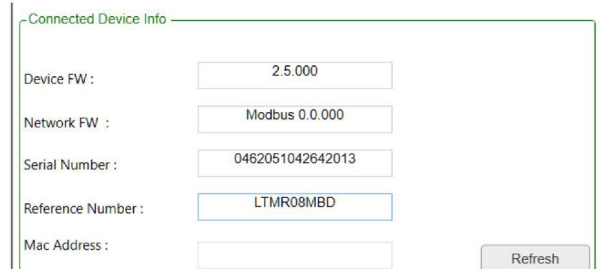 Connected Device Info
Device FW : 2.5.000
Network FW : Modbus 0.0.000
Serial Number : 0462051042642013
Reference Number : LTMR08MBD
Mac Address :
Refresh